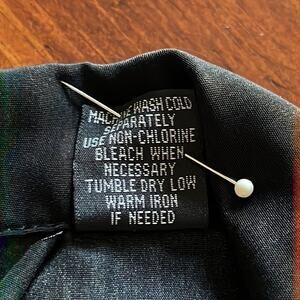 MACHINE WASH COLD
SEPARATELY
USE NON-CHLORINE
BLEACH WHEN
NECESSARY
TUMBLE DRY LOW
WARM IRON
IF NEEDED